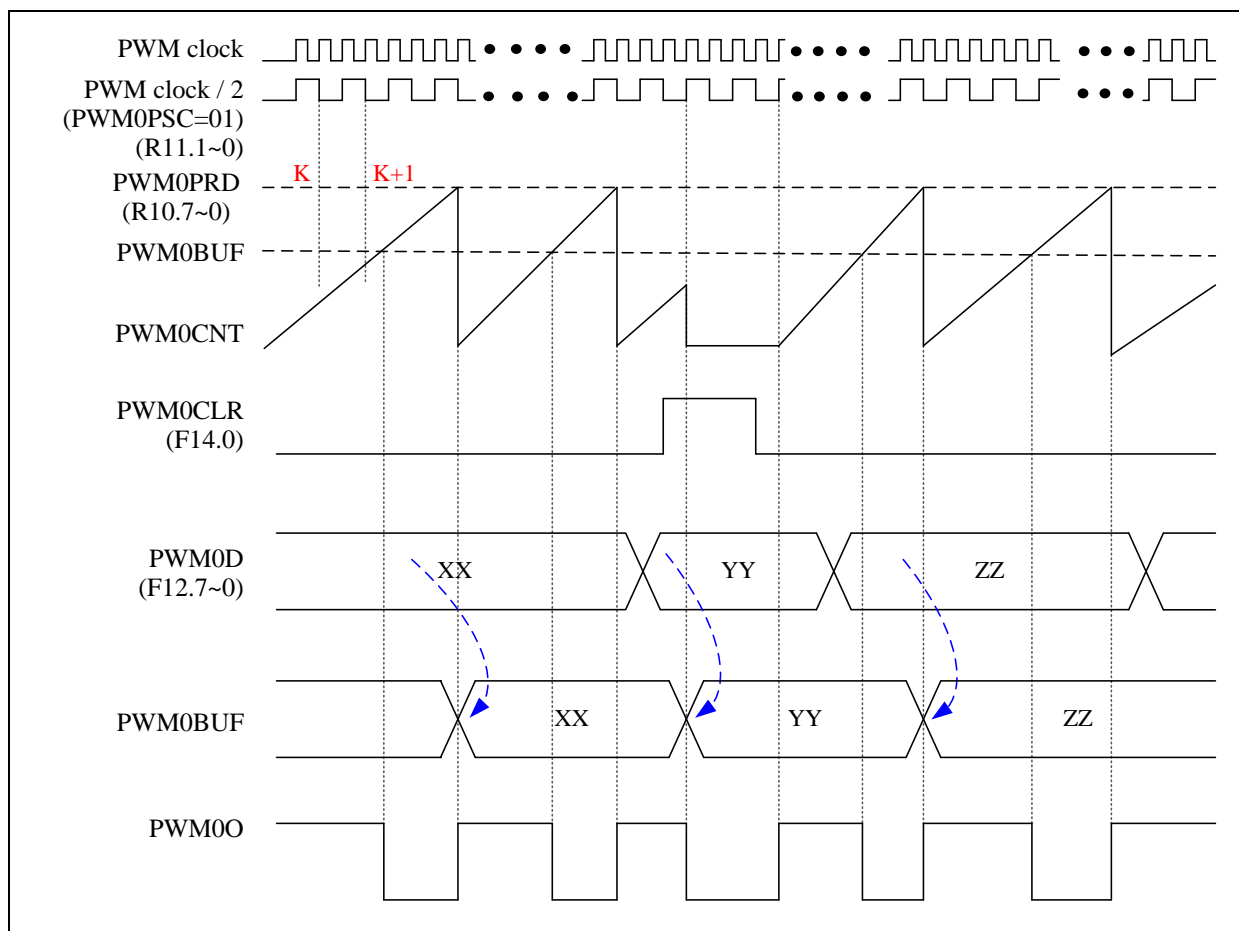 PWM clock
PWM clock / 2
(PWM0PSC=01)
(R11.1~0)
K
K+1
PWM0PRD
(R10.7~0)
PWM0BUF
PWM0CNT
PWM0CLR
(F14.0)
PWM0D
(F12.7~0)
XX
YY
ZZ
PWM0BUF
XX
YY
ZZ
PWM0O